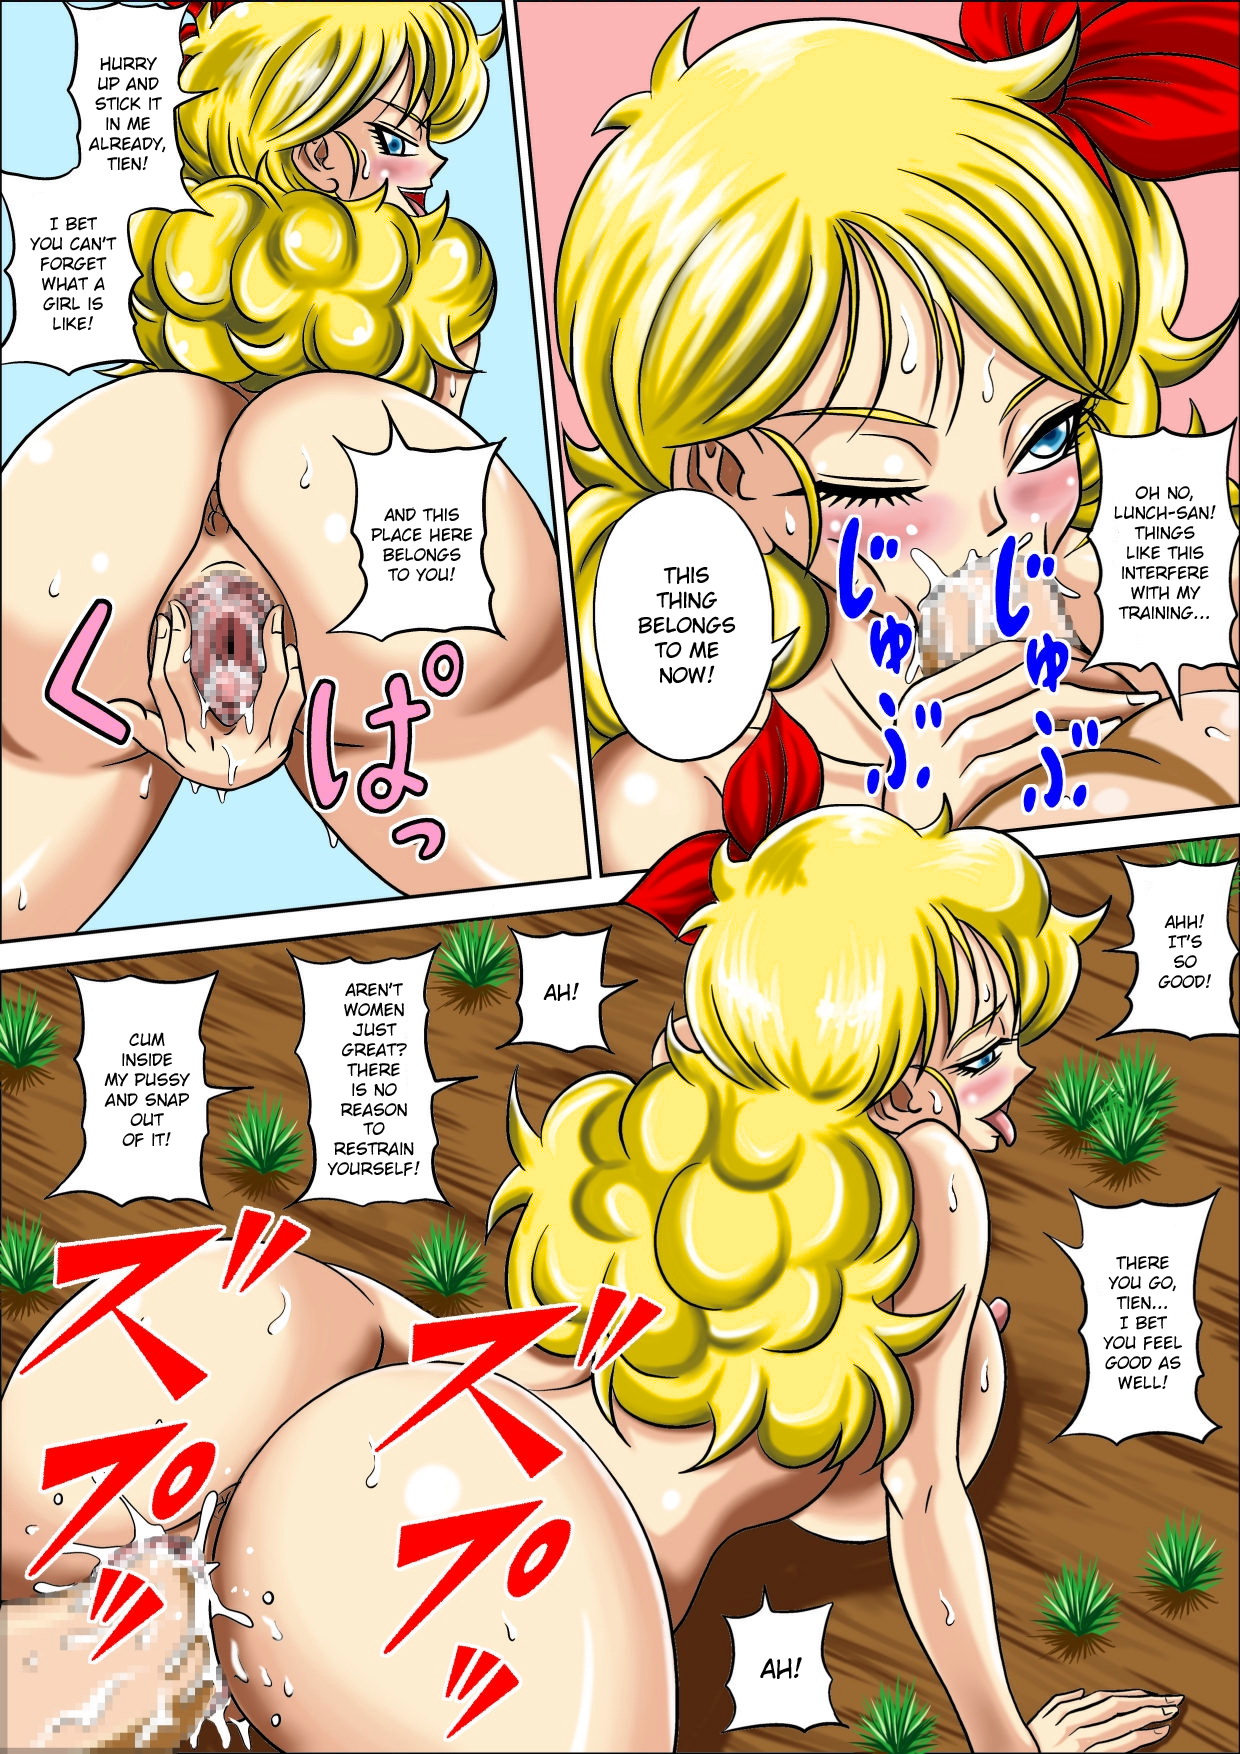 OH NO,
LUNCH-SAN!
THINGS
LIKE THIS
INTERFERE
WITH MY
TRAINING...
じゅぶ
じゅぶ
THIS
THING
BELONGS
TO ME
NOW!
HURRY
UP AND
STICK IT
IN ME
ALREADY,
TIEN!
I BET
YOU CAN'T
FORGET
WHAT A
GIRL IS
LIKE!
AND THIS
PLACE HERE
BELONGS
TO YOU!
くぱっ
AHH!
IT'S
SO
GOOD!
THERE
YOU GO,
TIEN...
I BET
YOU FEEL
GOOD AS
WELL!
AH!
AREN'T
WOMEN
JUST
GREAT?
THERE
IS NO
REASON
TO
RESTRAIN
YOURSELF!
CUM
INSIDE
MY PUSSY
AND SNAP
OUT
OF IT!
AH!
ズプッ
ズプッ